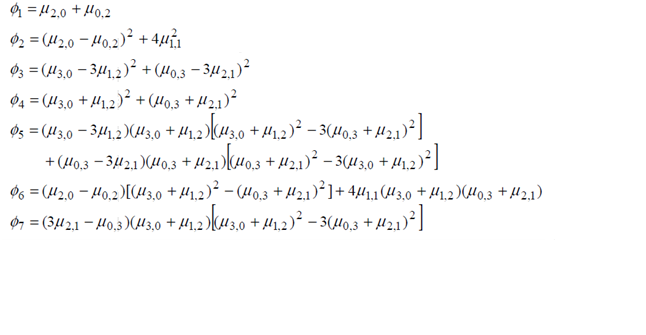 ϕ₁ = μ₂,₀ + μ₀,₂
ϕ₂ = (μ₂,₀ − μ₀,₂)² + 4μ²₁,₁
ϕ₃ = (μ₃,₀ − 3μ₁,₂)² + (μ₀,₃ − 3μ₂,₁)²
ϕ₄ = (μ₃,₀ + μ₁,₂)² + (μ₀,₃ + μ₂,₁)²
ϕ₅ = (μ₃,₀ − 3μ₁,₂)(μ₃,₀ + μ₁,₂)[(μ₃,₀ + μ₁,₂)² − 3(μ₀,₃ + μ₂,₁)²]
+ (μ₀,₃ − 3μ₂,₁)(μ₀,₃ + μ₂,₁)[(μ₀,₃ + μ₂,₁)² − 3(μ₃,₀ + μ₁,₂)²]
ϕ₆ = (μ₂,₀ − μ₀,₂)[(μ₃,₀ + μ₁,₂)² − (μ₀,₃ + μ₂,₁)²] + 4μ₁,₁(μ₃,₀ + μ₁,₂)(μ₀,₃ + μ₂,₁)
ϕ₇ = (3μ₂,₁ − μ₀,₃)(μ₃,₀ + μ₁,₂)[(μ₃,₀ + μ₁,₂)² − 3(μ₀,₃ + μ₂,₁)²]